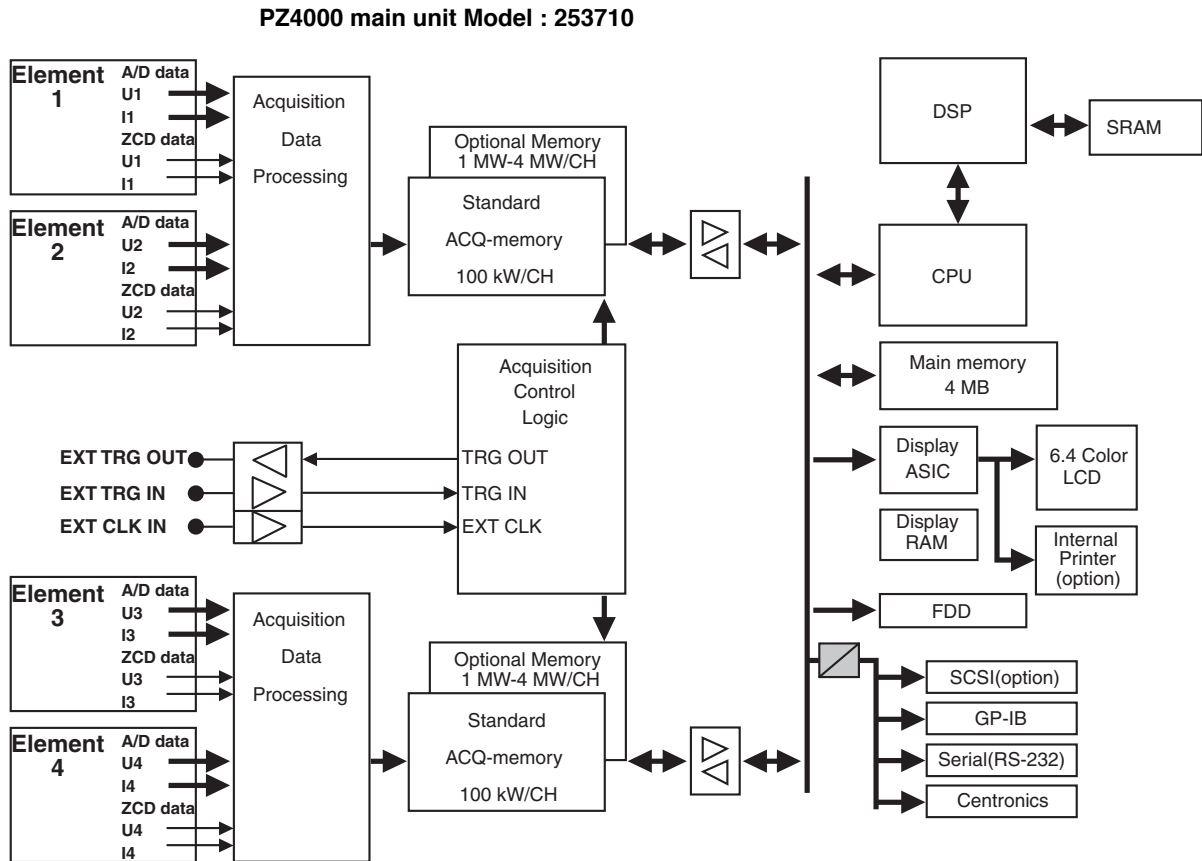 PZ4000 main unit Model : 253710
Element
1
A/D data
U1
I1
ZCD data
U1
I1
Element
2
A/D data
U2
I2
ZCD data
U2
I2
Acquisition
Data
Processing
Optional Memory
1 MW-4 MW/CH
Standard
ACQ-memory
100 kW/CH
Acquisition
Control
Logic
TRG OUT
TRG IN
EXT CLK
EXT TRG OUT
EXT TRG IN
EXT CLK IN
Element
3
A/D data
U3
I3
ZCD data
U3
I3
Element
4
A/D data
U4
I4
ZCD data
U4
I4
Acquisition
Data
Processing
Optional Memory
1 MW-4 MW/CH
Standard
ACQ-memory
100 kW/CH
DSP
SRAM
CPU
Main memory
4 MB
Display
ASIC
6.4 Color
LCD
Display
RAM
Internal
Printer
(option)
FDD
SCSI(option)
GP-IB
Serial(RS-232)
Centronics